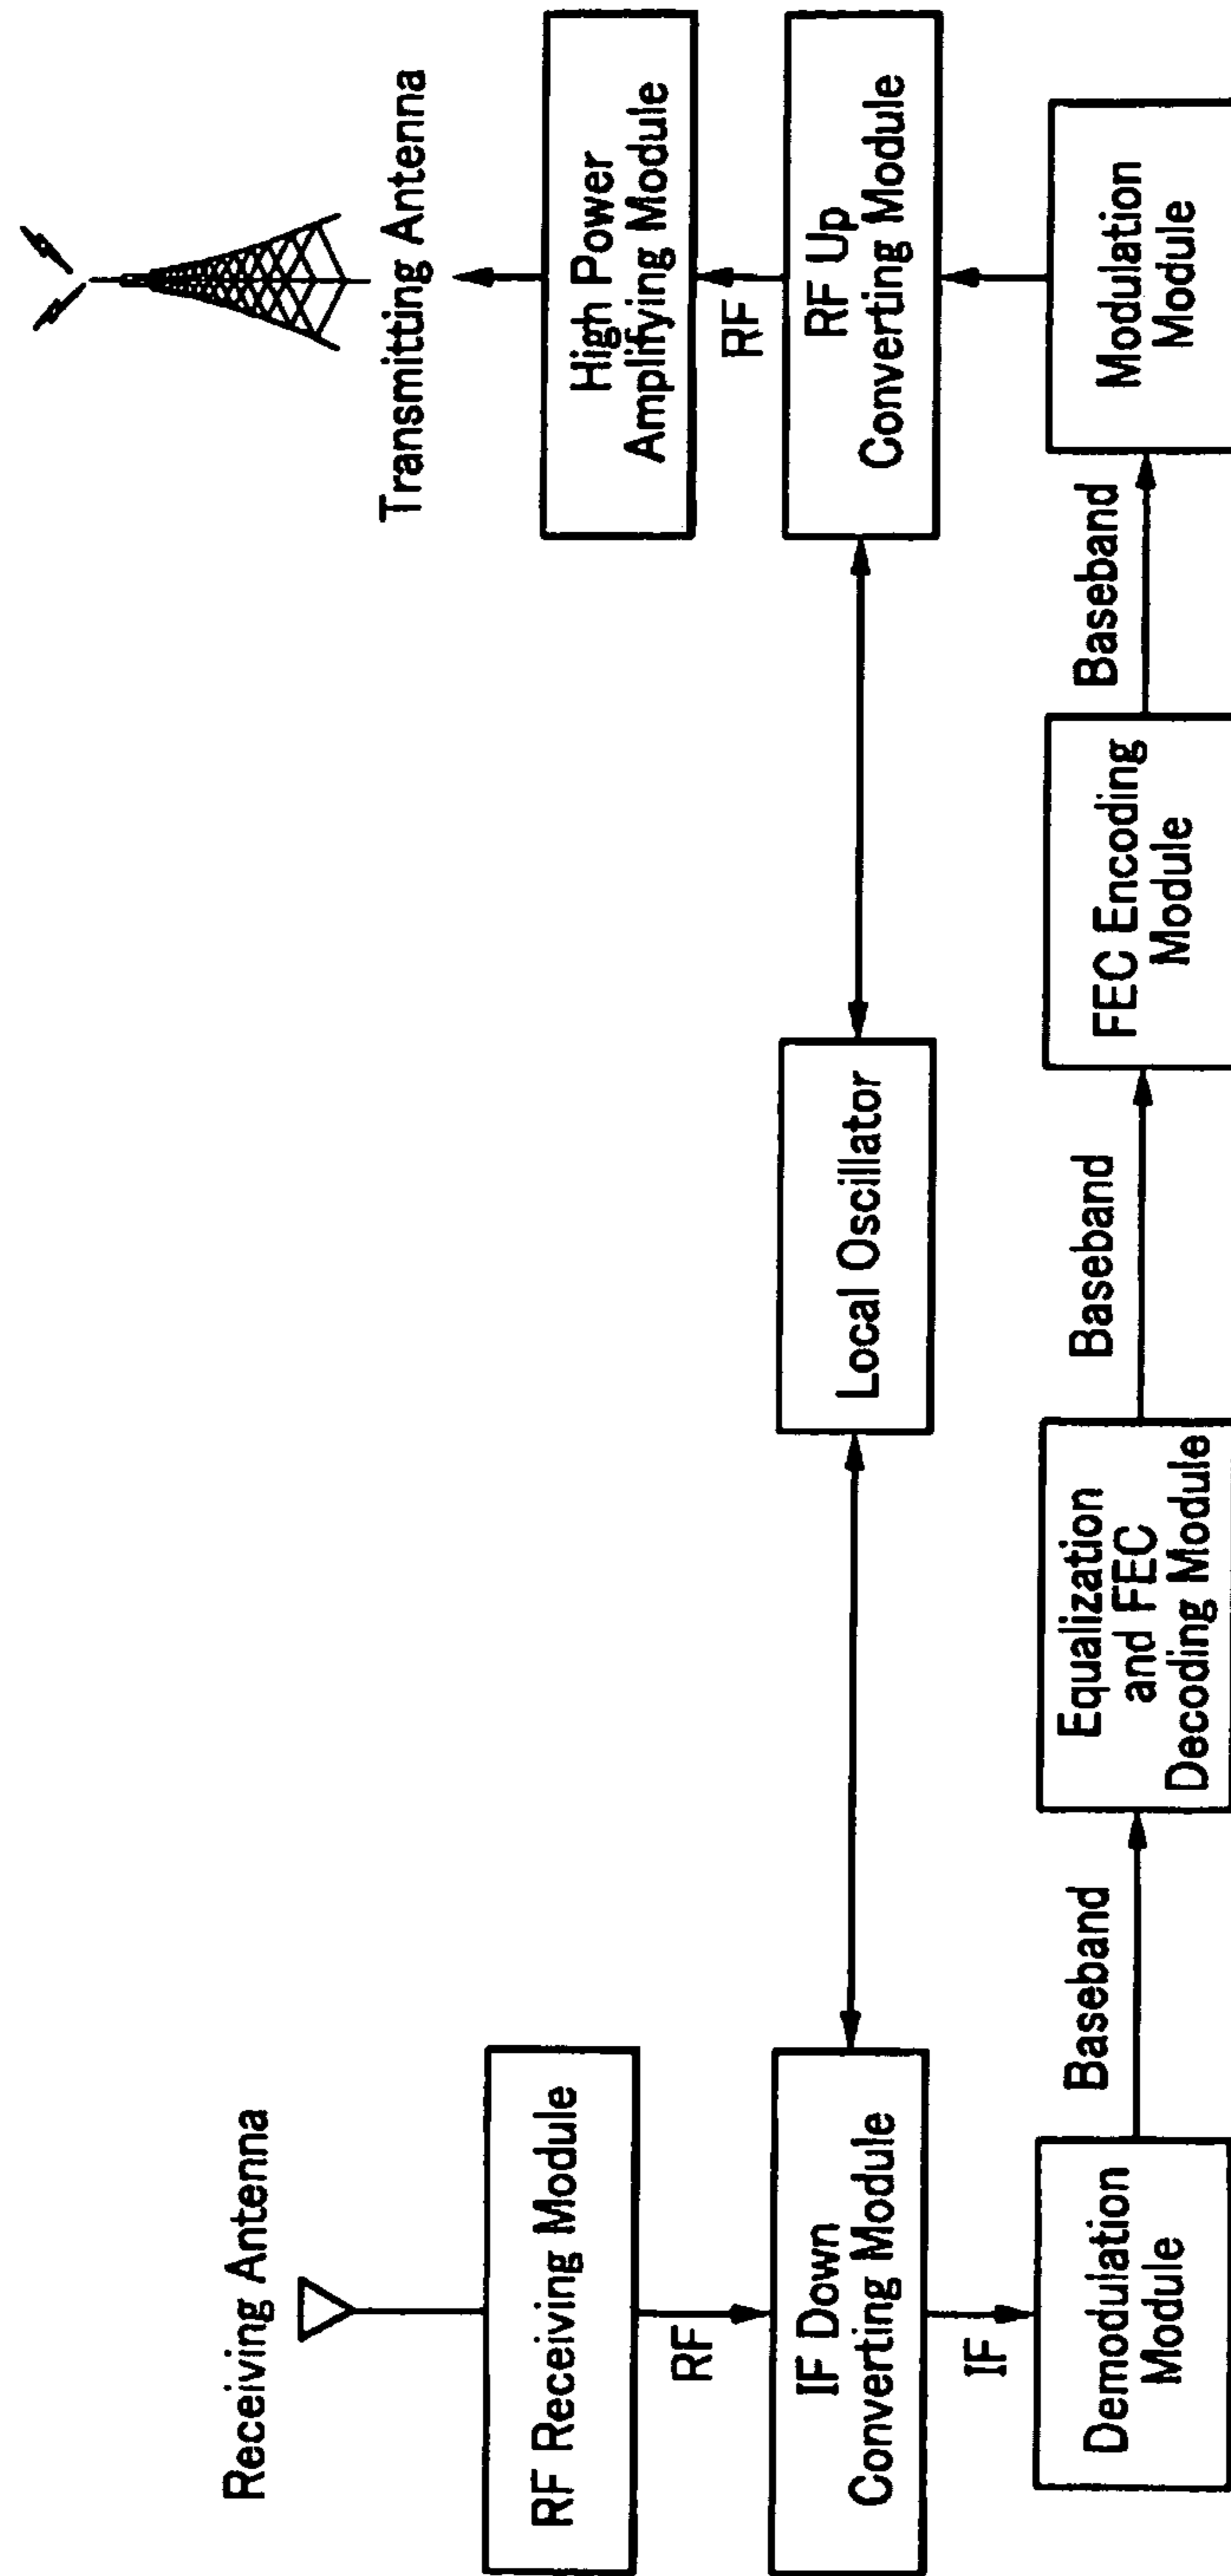 Receiving Antenna
RF Receiving Module
RF
IF Down
Converting Module
IF
Demodulation
Module
Baseband
Equalization
and FEC
Decoding Module
Baseband
FEC Encoding
Module
Baseband
Modulation
Module
Local Oscillator
RF Up
Converting Module
RF
High Power
Amplifying Module
Transmitting Antenna